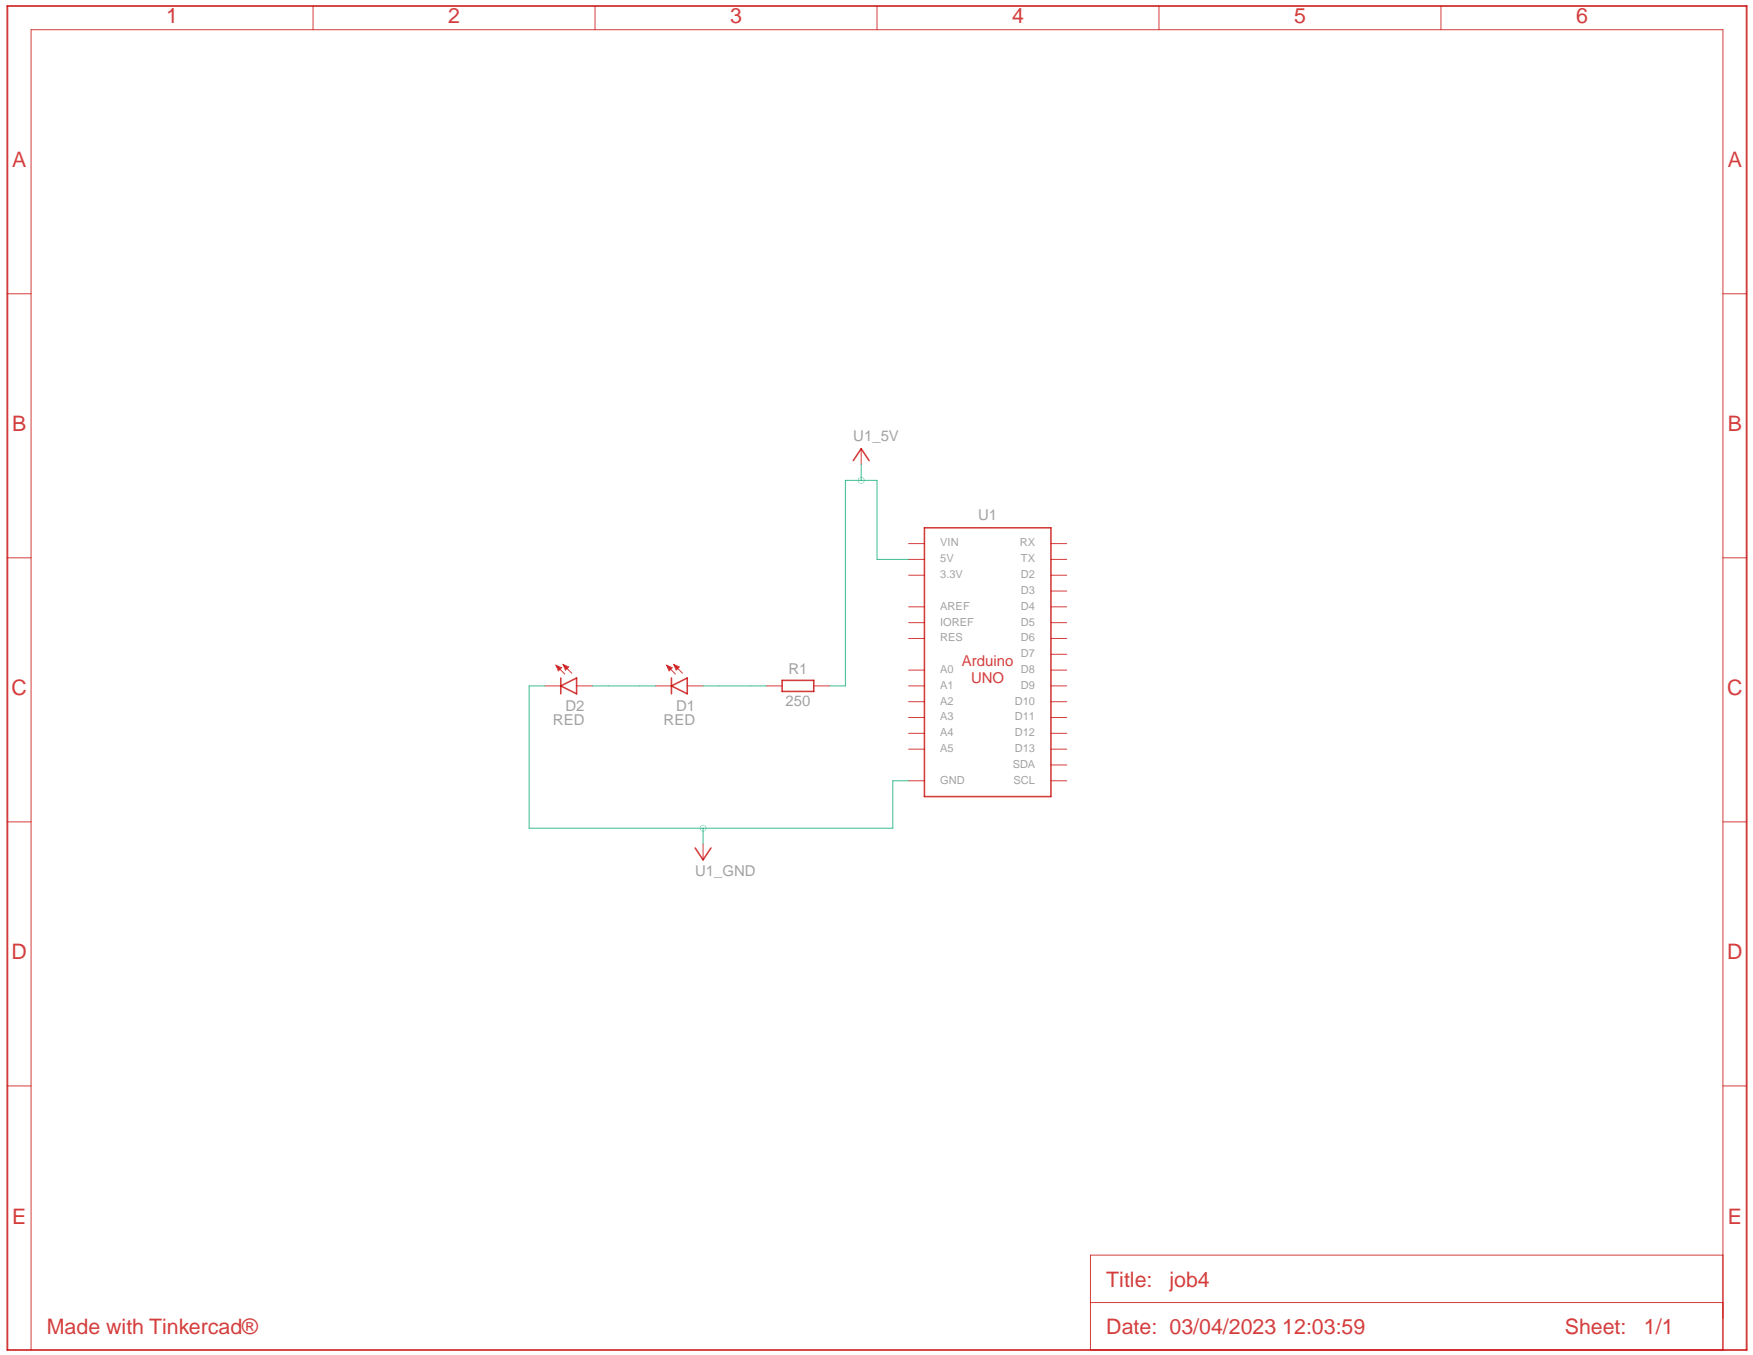 1 2 3 4 5 6
A A
B B
U1_5V
U1
VIN RX
5V TX
3.3V D2
D3
AREF D4
IOREF D5
RES D6
D7
A0 D8
A1 D9
A2 D10
A3 D11
A4 D12
A5 D13
SDA
GND SCL
Arduino
UNO
R1
250
D2
RED
D1
RED
C C
U1_GND
D D
E E
Title: job4
Date: 03/04/2023 12:03:59 Sheet: 1/1
Made with Tinkercad®